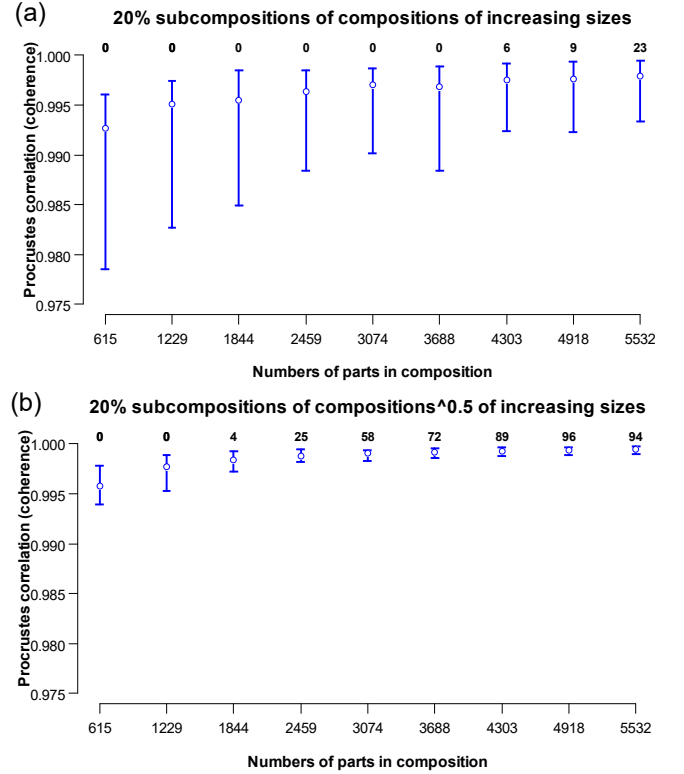 (a)
20% subcompositions of compositions of increasing sizes
0 0 0 0 0 0 6 9 23
Procrustes correlation (coherence)
1.000
0.995
0.990
0.985
0.980
0.975
615 1229 1844 2459 3074 3688 4303 4918 5532
Numbers of parts in composition
(b)
20% subcompositions of compositions^0.5 of increasing sizes
0 0 4 25 58 72 89 96 94
Procrustes correlation (coherence)
1.000
0.995
0.990
0.985
0.980
0.975
615 1229 1844 2459 3074 3688 4303 4918 5532
Numbers of parts in composition